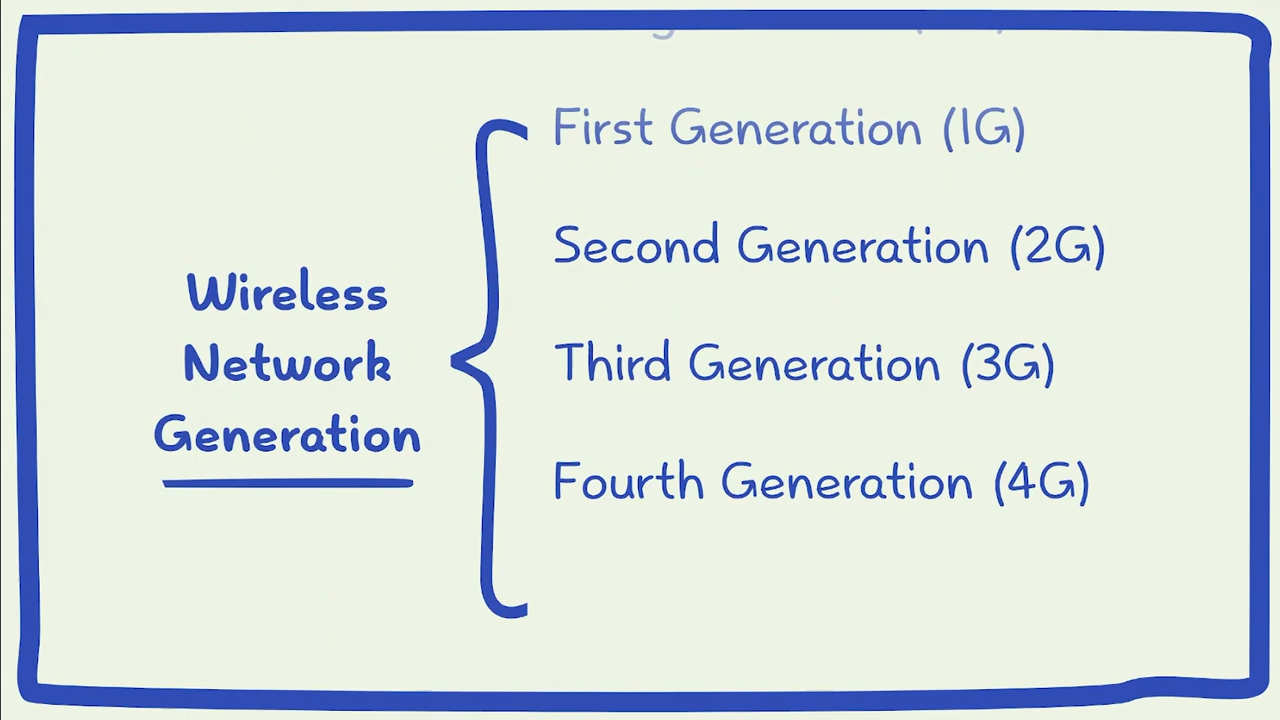 Wireless
Network
Generation
First Generation (1G)
Second Generation (2G)
Third Generation (3G)
Fourth Generation (4G)